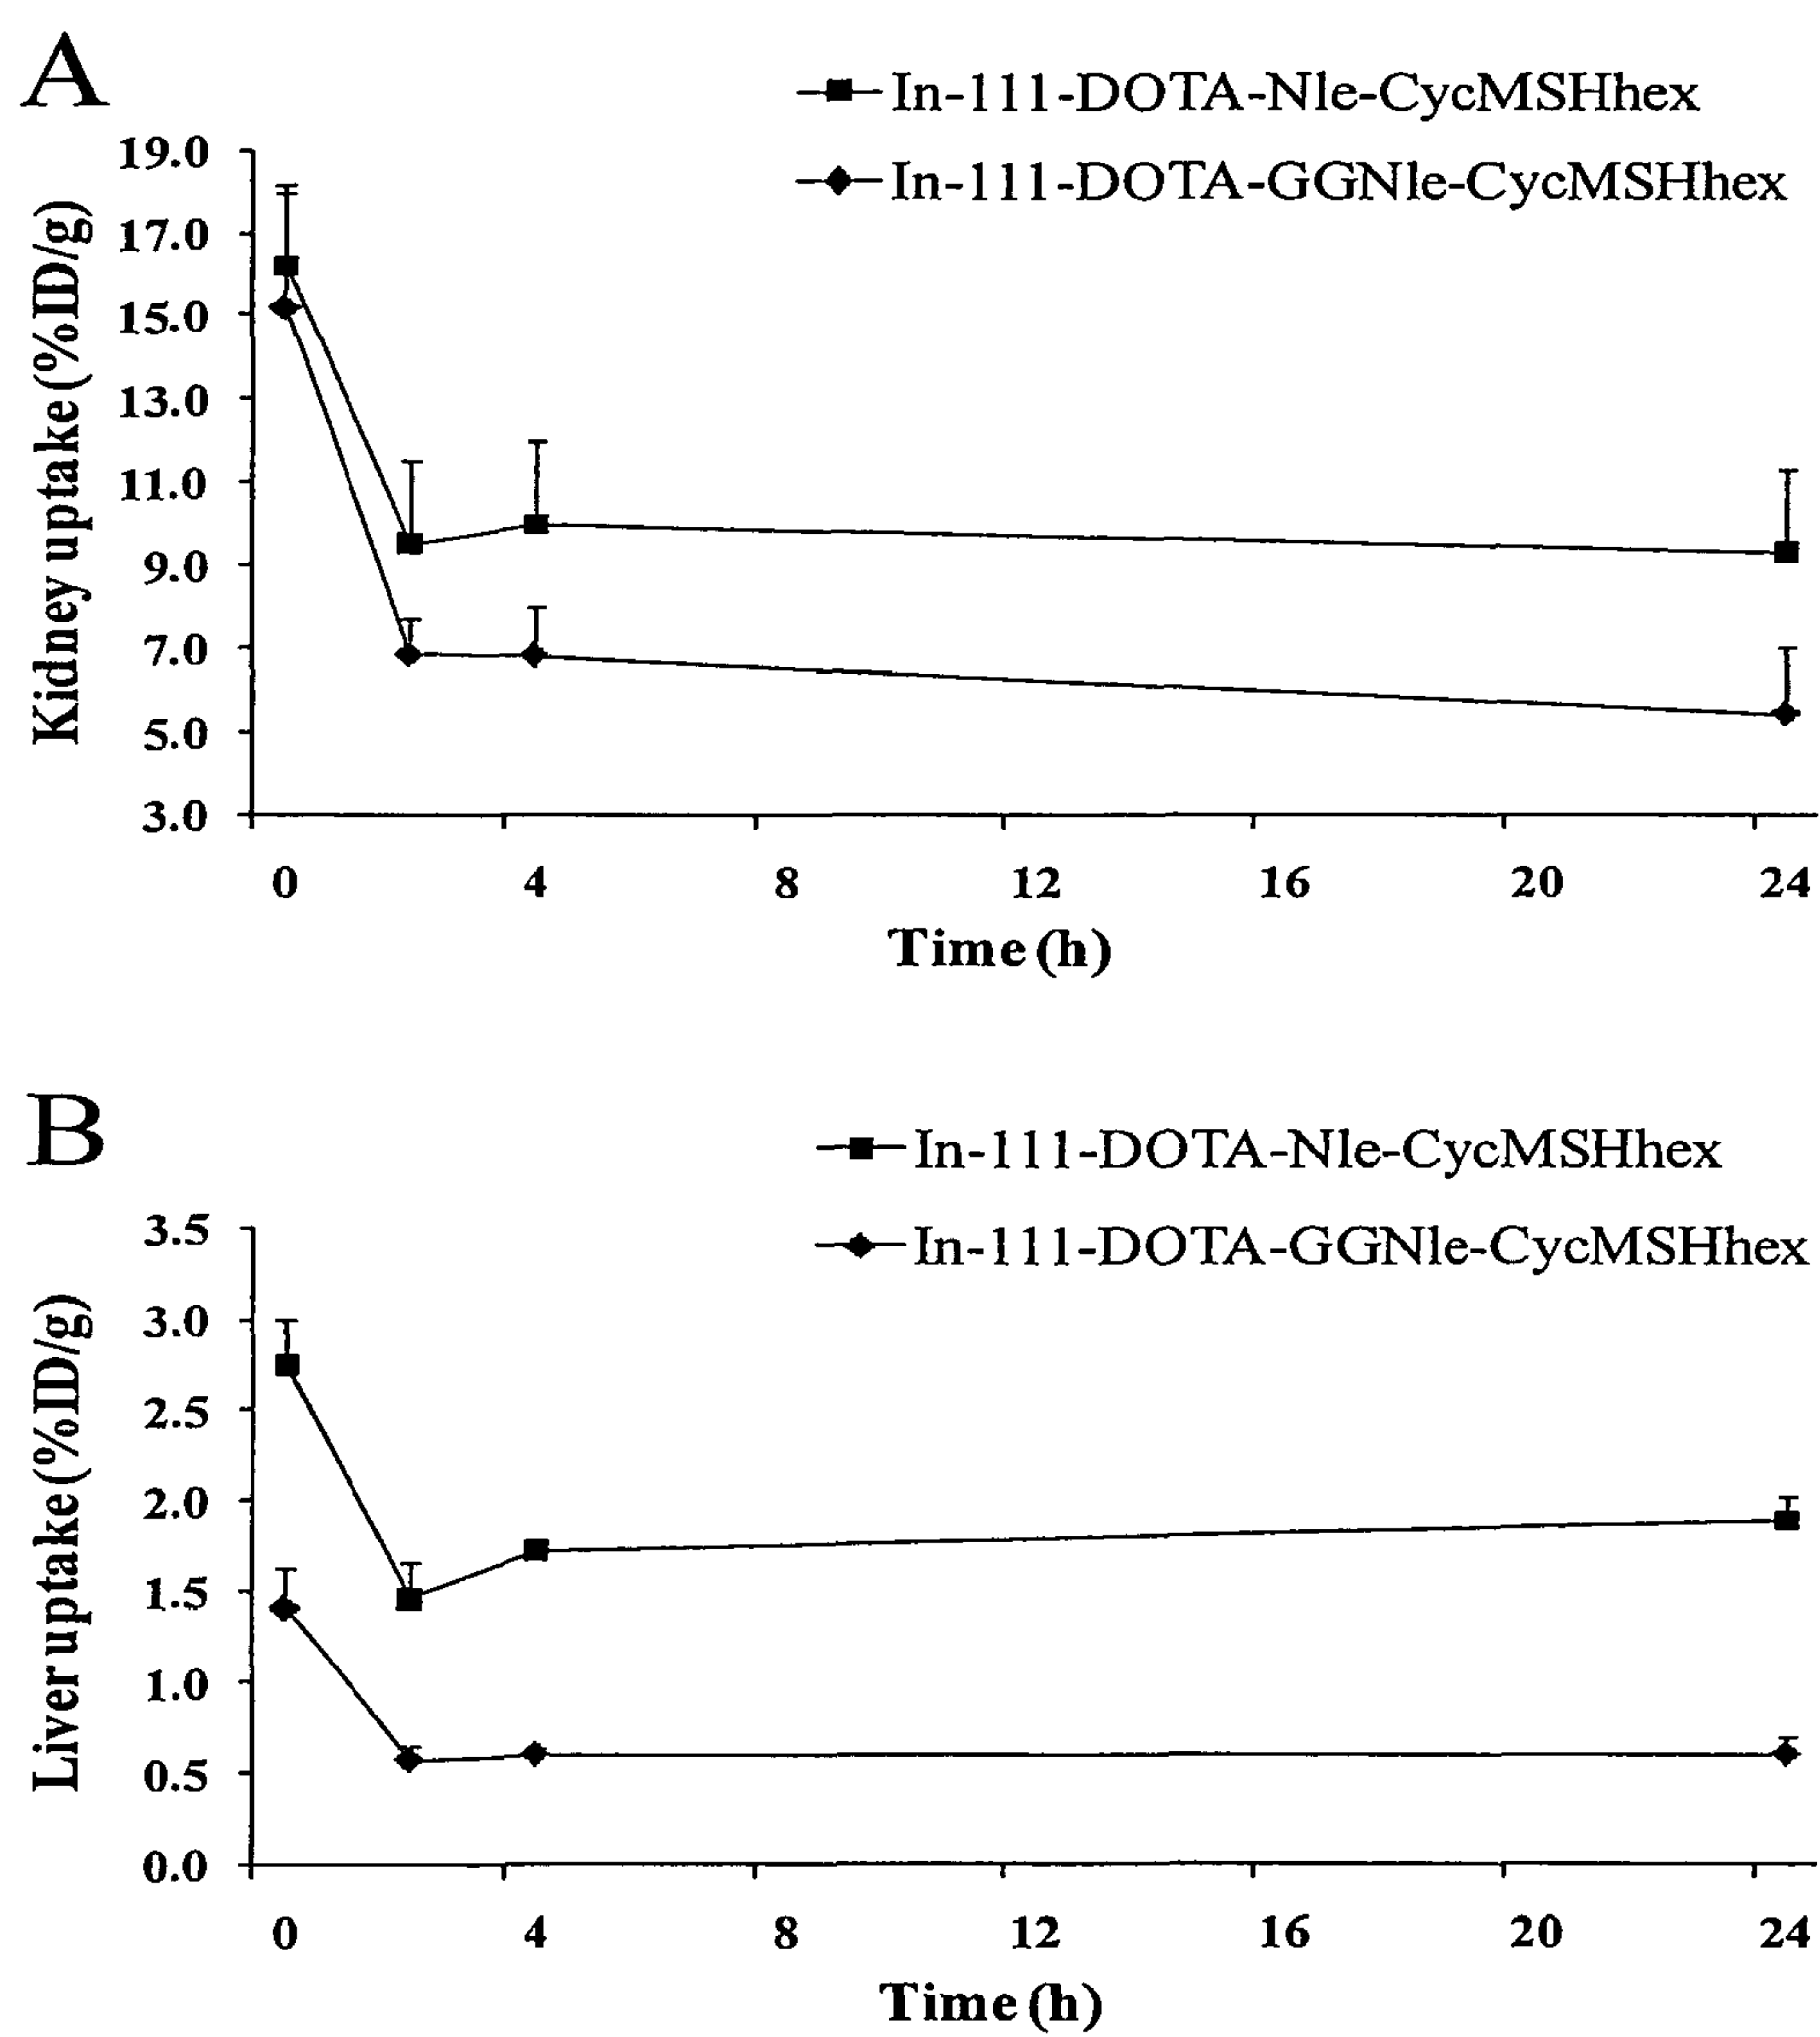 A
In-111-DOTA-Nle-CycMSHhex
In-111-DOTA-GGNle-CycMSHhex
19.0
17.0
15.0
13.0
11.0
9.0
7.0
5.0
3.0
Kidney uptake (%ID/g)
0 4 8 12 16 20 24
Time (h)
B
In-111-DOTA-Nle-CycMSHhex
In-111-DOTA-GGNle-CycMSHhex
3.5
3.0
2.5
2.0
1.5
1.0
0.5
0.0
Liver uptake (%ID/g)
0 4 8 12 16 20 24
Time (h)